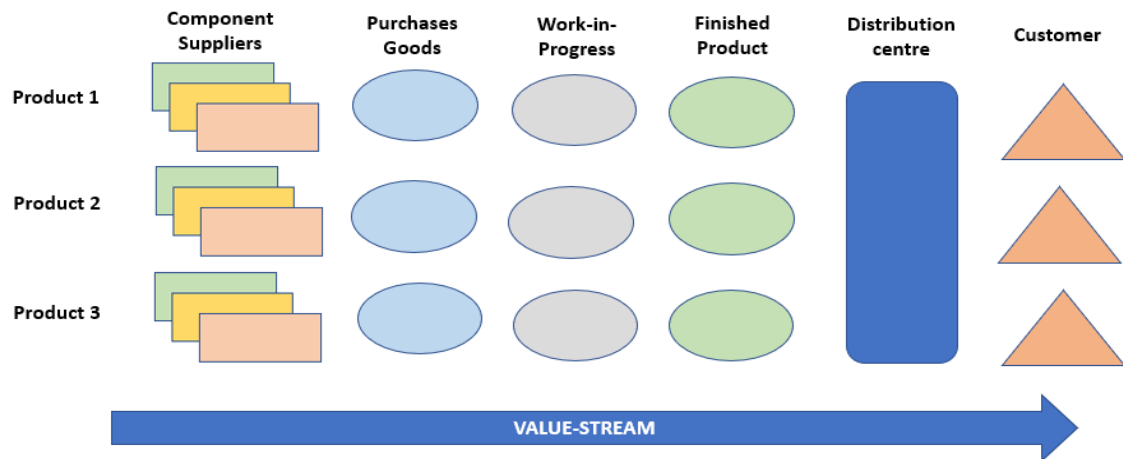 Component
Suppliers
Purchases
Goods
Work-in-
Progress
Finished
Product
Distribution
centre
Customer
Product 1
Product 2
Product 3
VALUE-STREAM